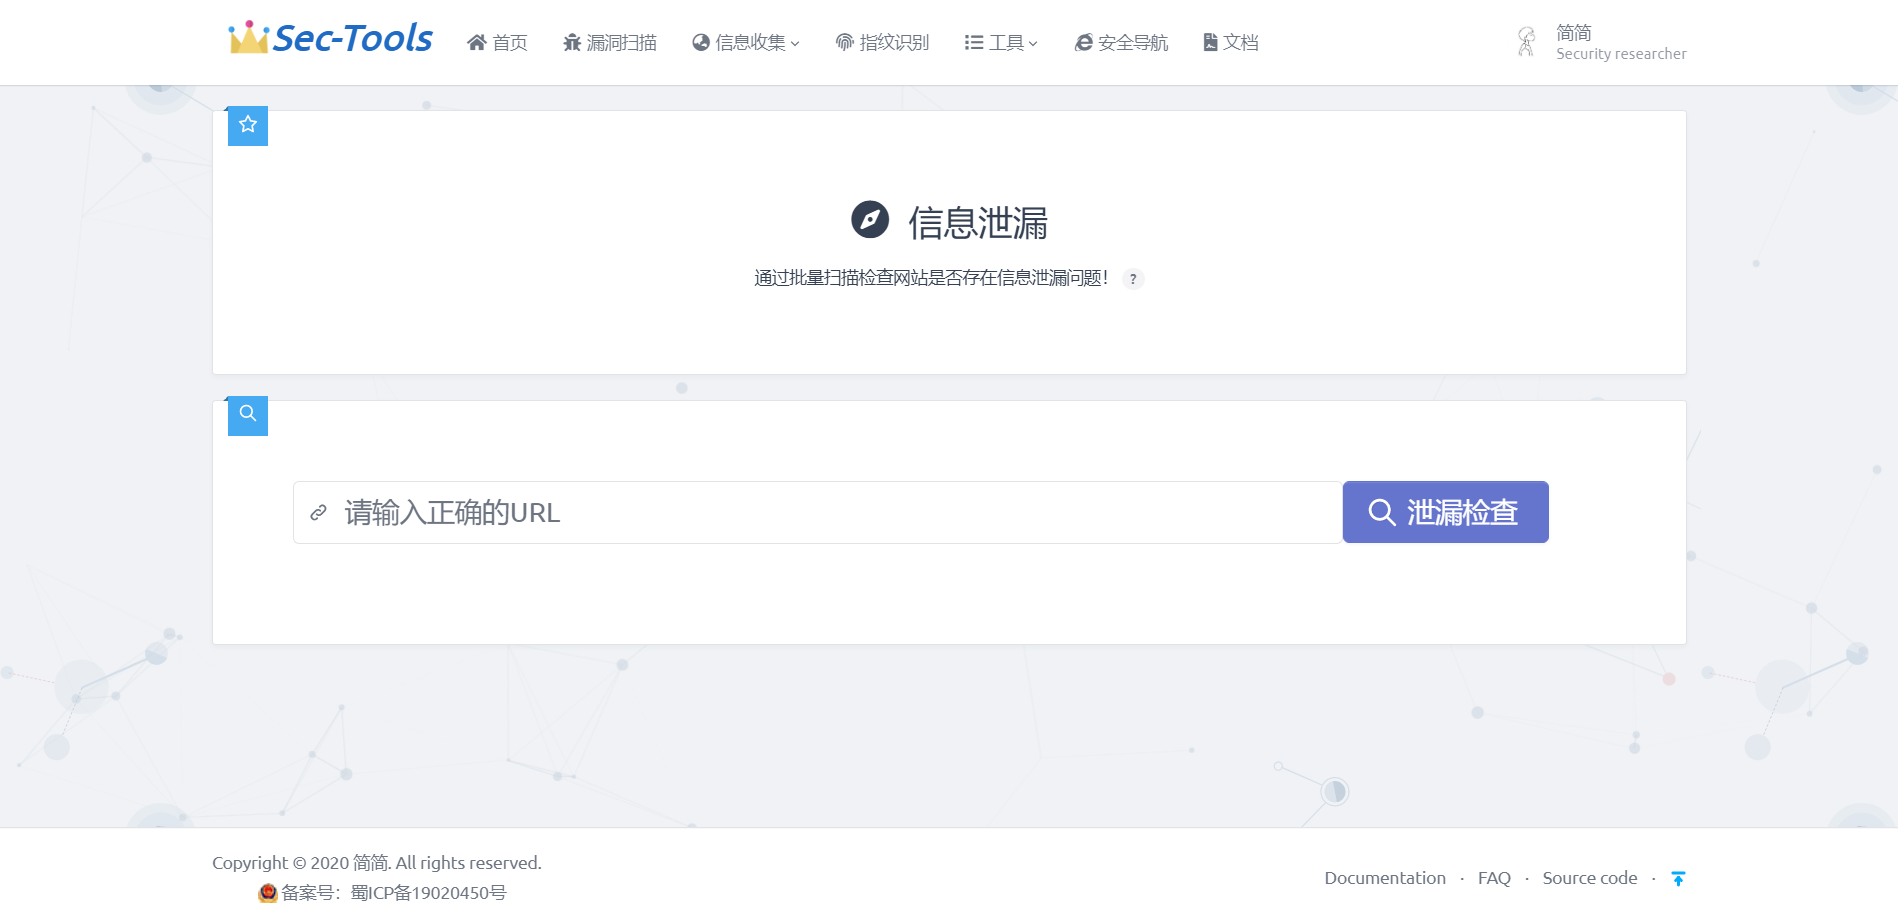 Sec-Tools 首页 漏洞扫描 信息收集 指纹识别 工具 安全导航 文档
简简
Security researcher
信息泄漏
通过批量扫描检查网站是否存在信息泄漏问题! ?
请输入正确的URL 泄漏检查
Copyright © 2020 简简. All rights reserved.
备案号：蜀ICP备19020450号
Documentation · FAQ · Source code ·